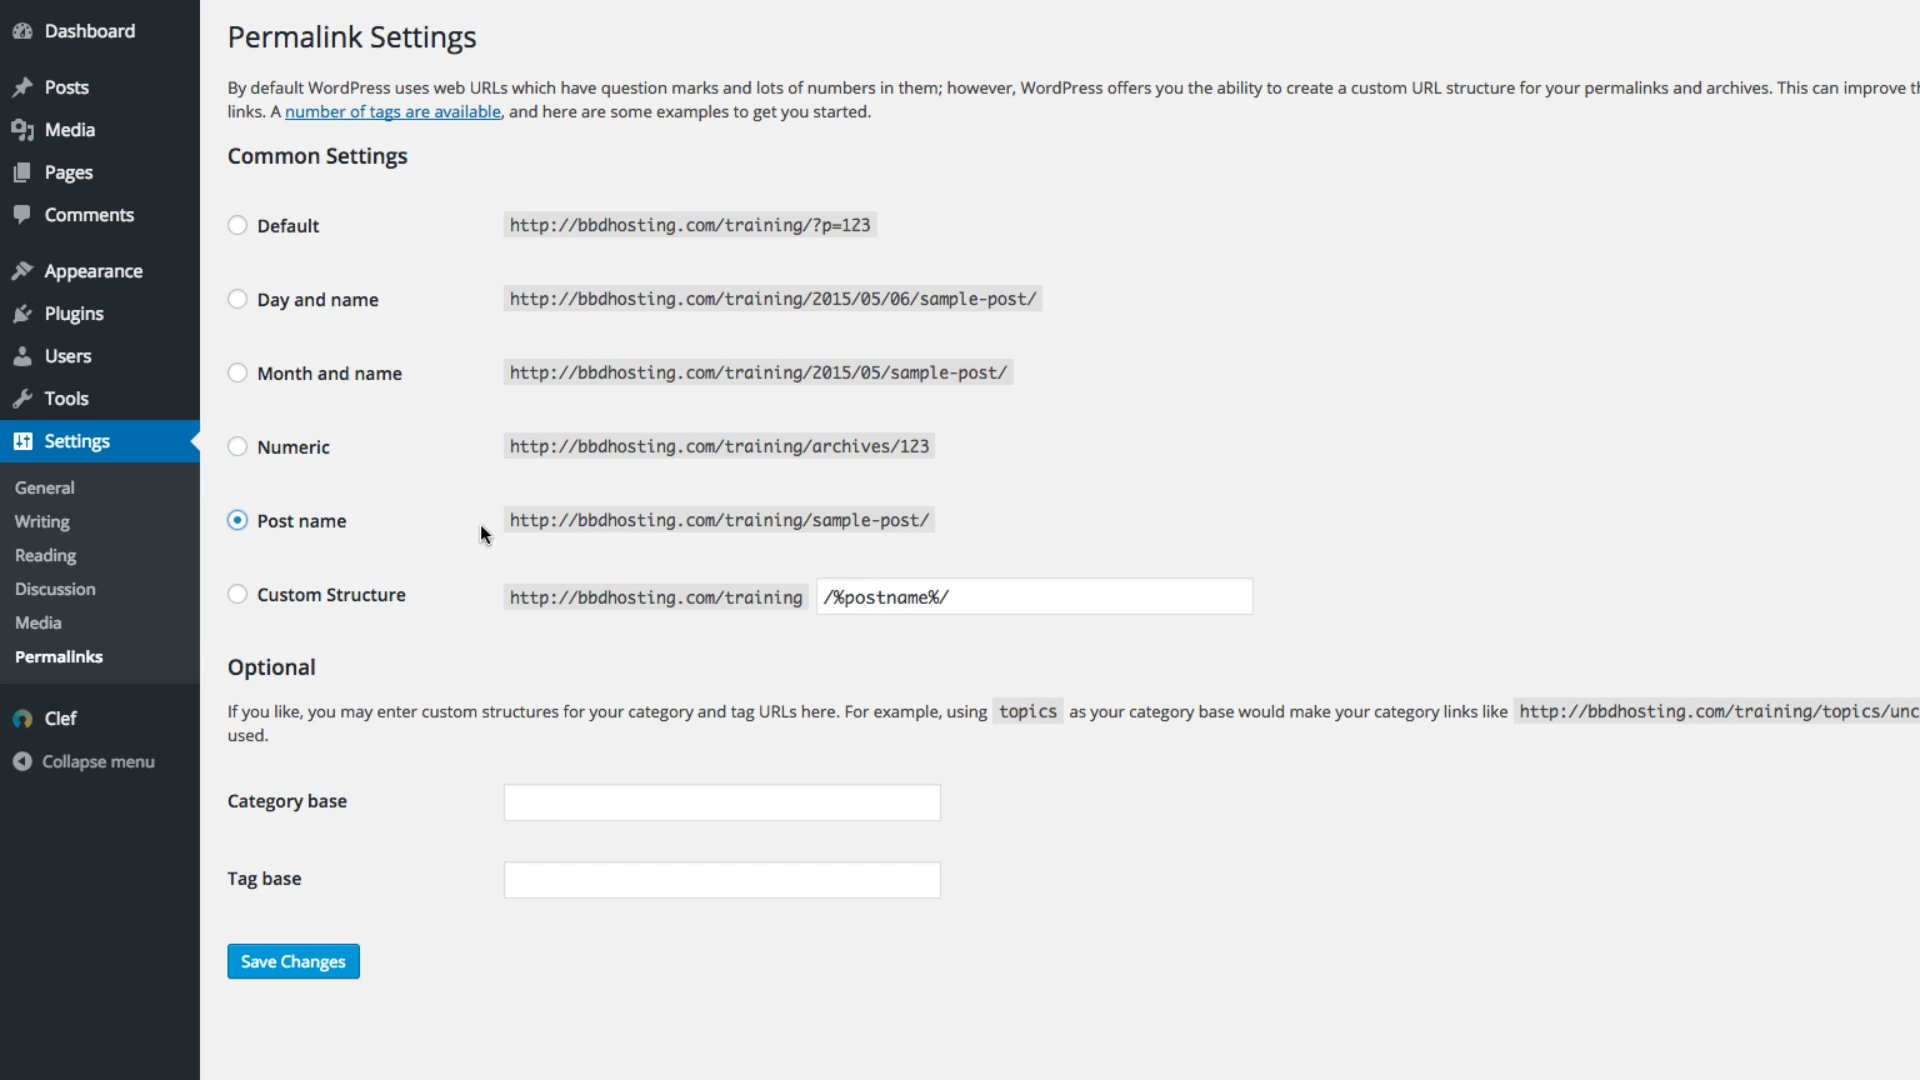 Dashboard
Posts
Media
Pages
Comments
Appearance
Plugins
Users
Tools
Settings
General
Writing
Reading
Discussion
Media
Permalinks
Clef
Collapse menu
Permalink Settings
By default WordPress uses web URLs which have question marks and lots of numbers in them; however, WordPress offers you the ability to create a custom URL structure for your permalinks and archives. This can improve
links. A number of tags are available, and here are some examples to get you started.
Common Settings
Default http://bbdhosting.com/training/?p=123
Day and name http://bbdhosting.com/training/2015/05/06/sample-post/
Month and name http://bbdhosting.com/training/2015/05/sample-post/
Numeric http://bbdhosting.com/training/archives/123
Post name http://bbdhosting.com/training/sample-post/
Custom Structure http://bbdhosting.com/training /%postname%/
Optional
If you like, you may enter custom structures for your category and tag URLs here. For example, using topics as your category base would make your category links like http://bbdhosting.com/training/topics/unc
used.
Category base
Tag base
Save Changes